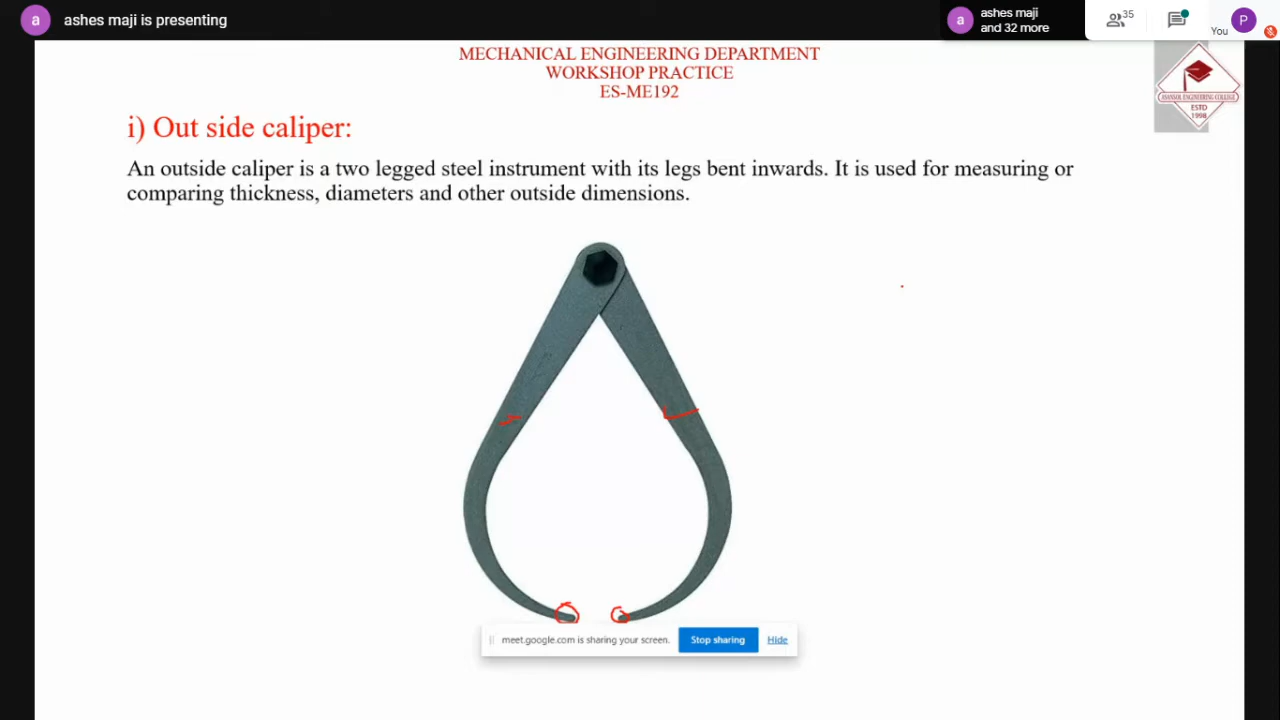 a ashes maji is presenting
a ashes maji
and 32 more
35
You
P
MECHANICAL ENGINEERING DEPARTMENT
WORKSHOP PRACTICE
ES-ME192
ASANSOL ENGINEERING COLLEGE
ESTD
1998
i) Out side caliper:
An outside caliper is a two legged steel instrument with its legs bent inwards. It is used for measuring or
comparing thickness, diameters and other outside dimensions.
meet.google.com is sharing your screen. Stop sharing Hide